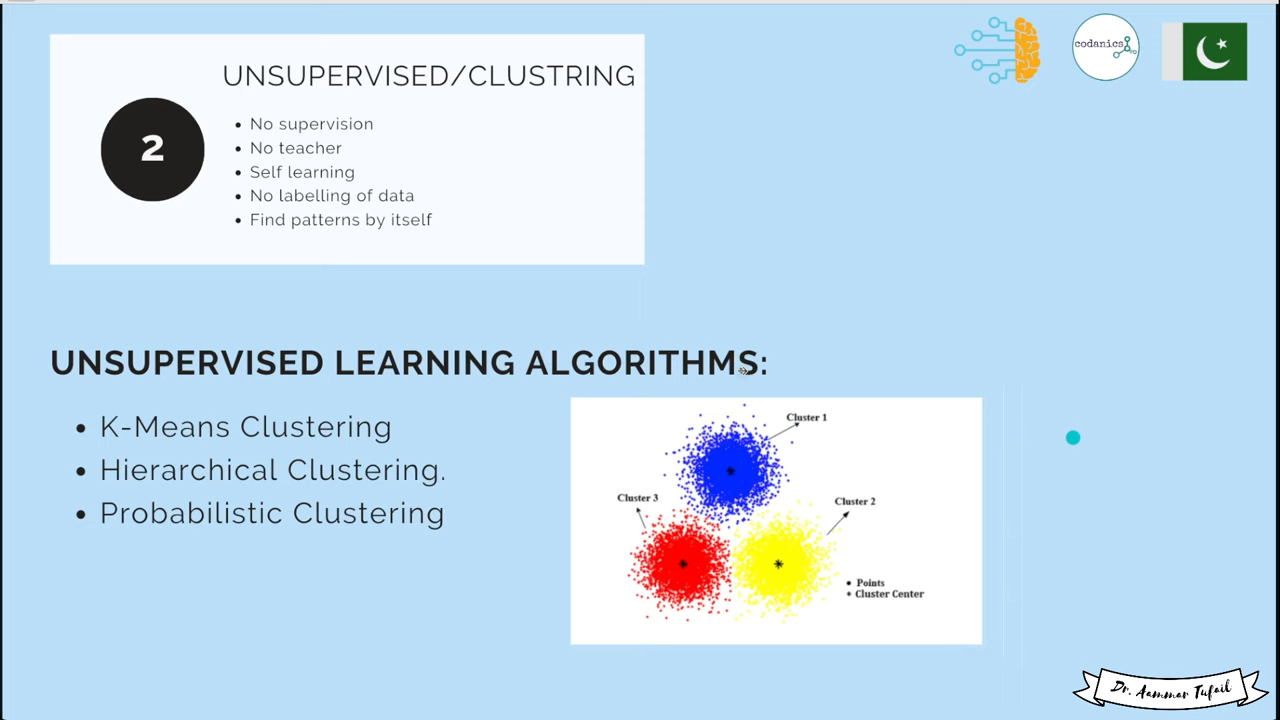 UNSUPERVISED/CLUSTRING
2
• No supervision
• No teacher
• Self learning
• No labelling of data
• Find patterns by itself
codanics
UNSUPERVISED LEARNING ALGORITHMS:
• K-Means Clustering
• Hierarchical Clustering.
• Probabilistic Clustering
Cluster 1
Cluster 3
Cluster 2
Points
Cluster Center
Dr. Aammar Tufail